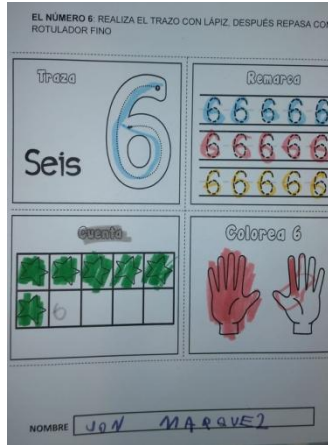 EL NÚMERO 6: REALIZA EL TRAZO CON LÁPIZ. DESPUÉS REPASA CO
ROTULADOR FINO
Traza
6
Seis
Remarca
6 6 6 6 6
6 6 6 6 6
6 6 6 6 6
Cuenta
6
Colorea 6
NOMBRE JON MARQUEZ